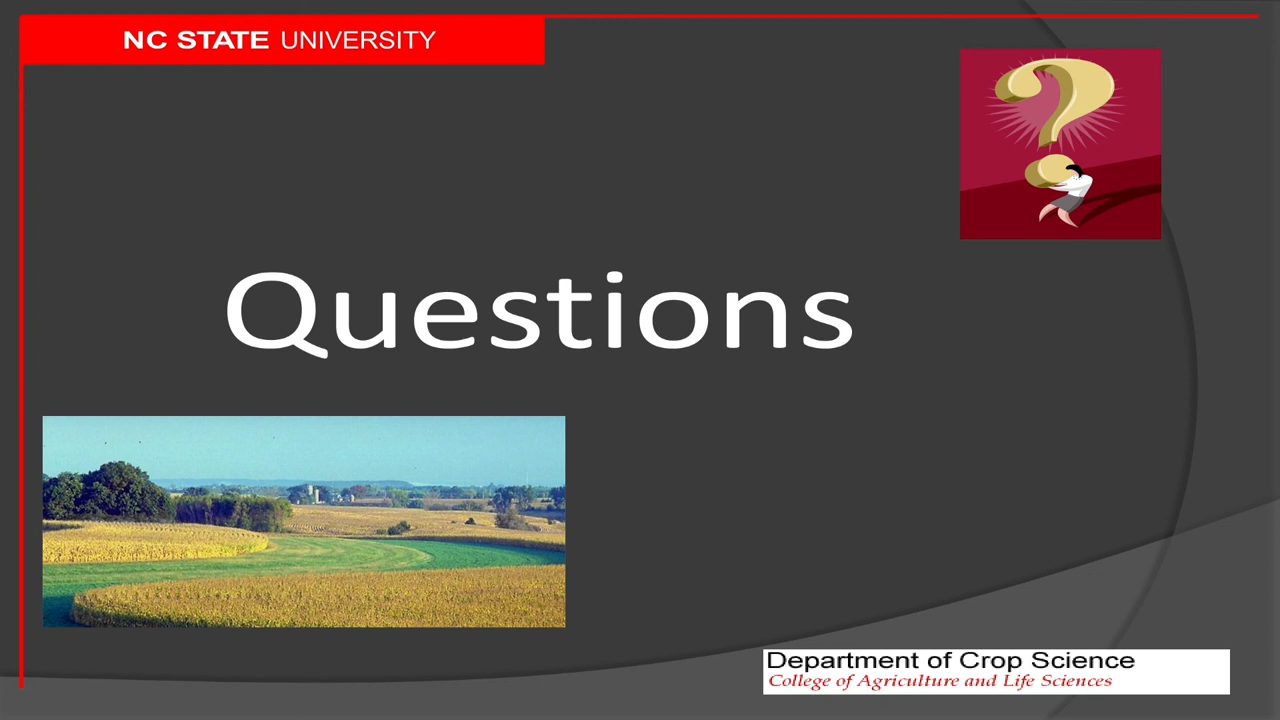 NC STATE UNIVERSITY
Questions
Department of Crop Science
College of Agriculture and Life Sciences